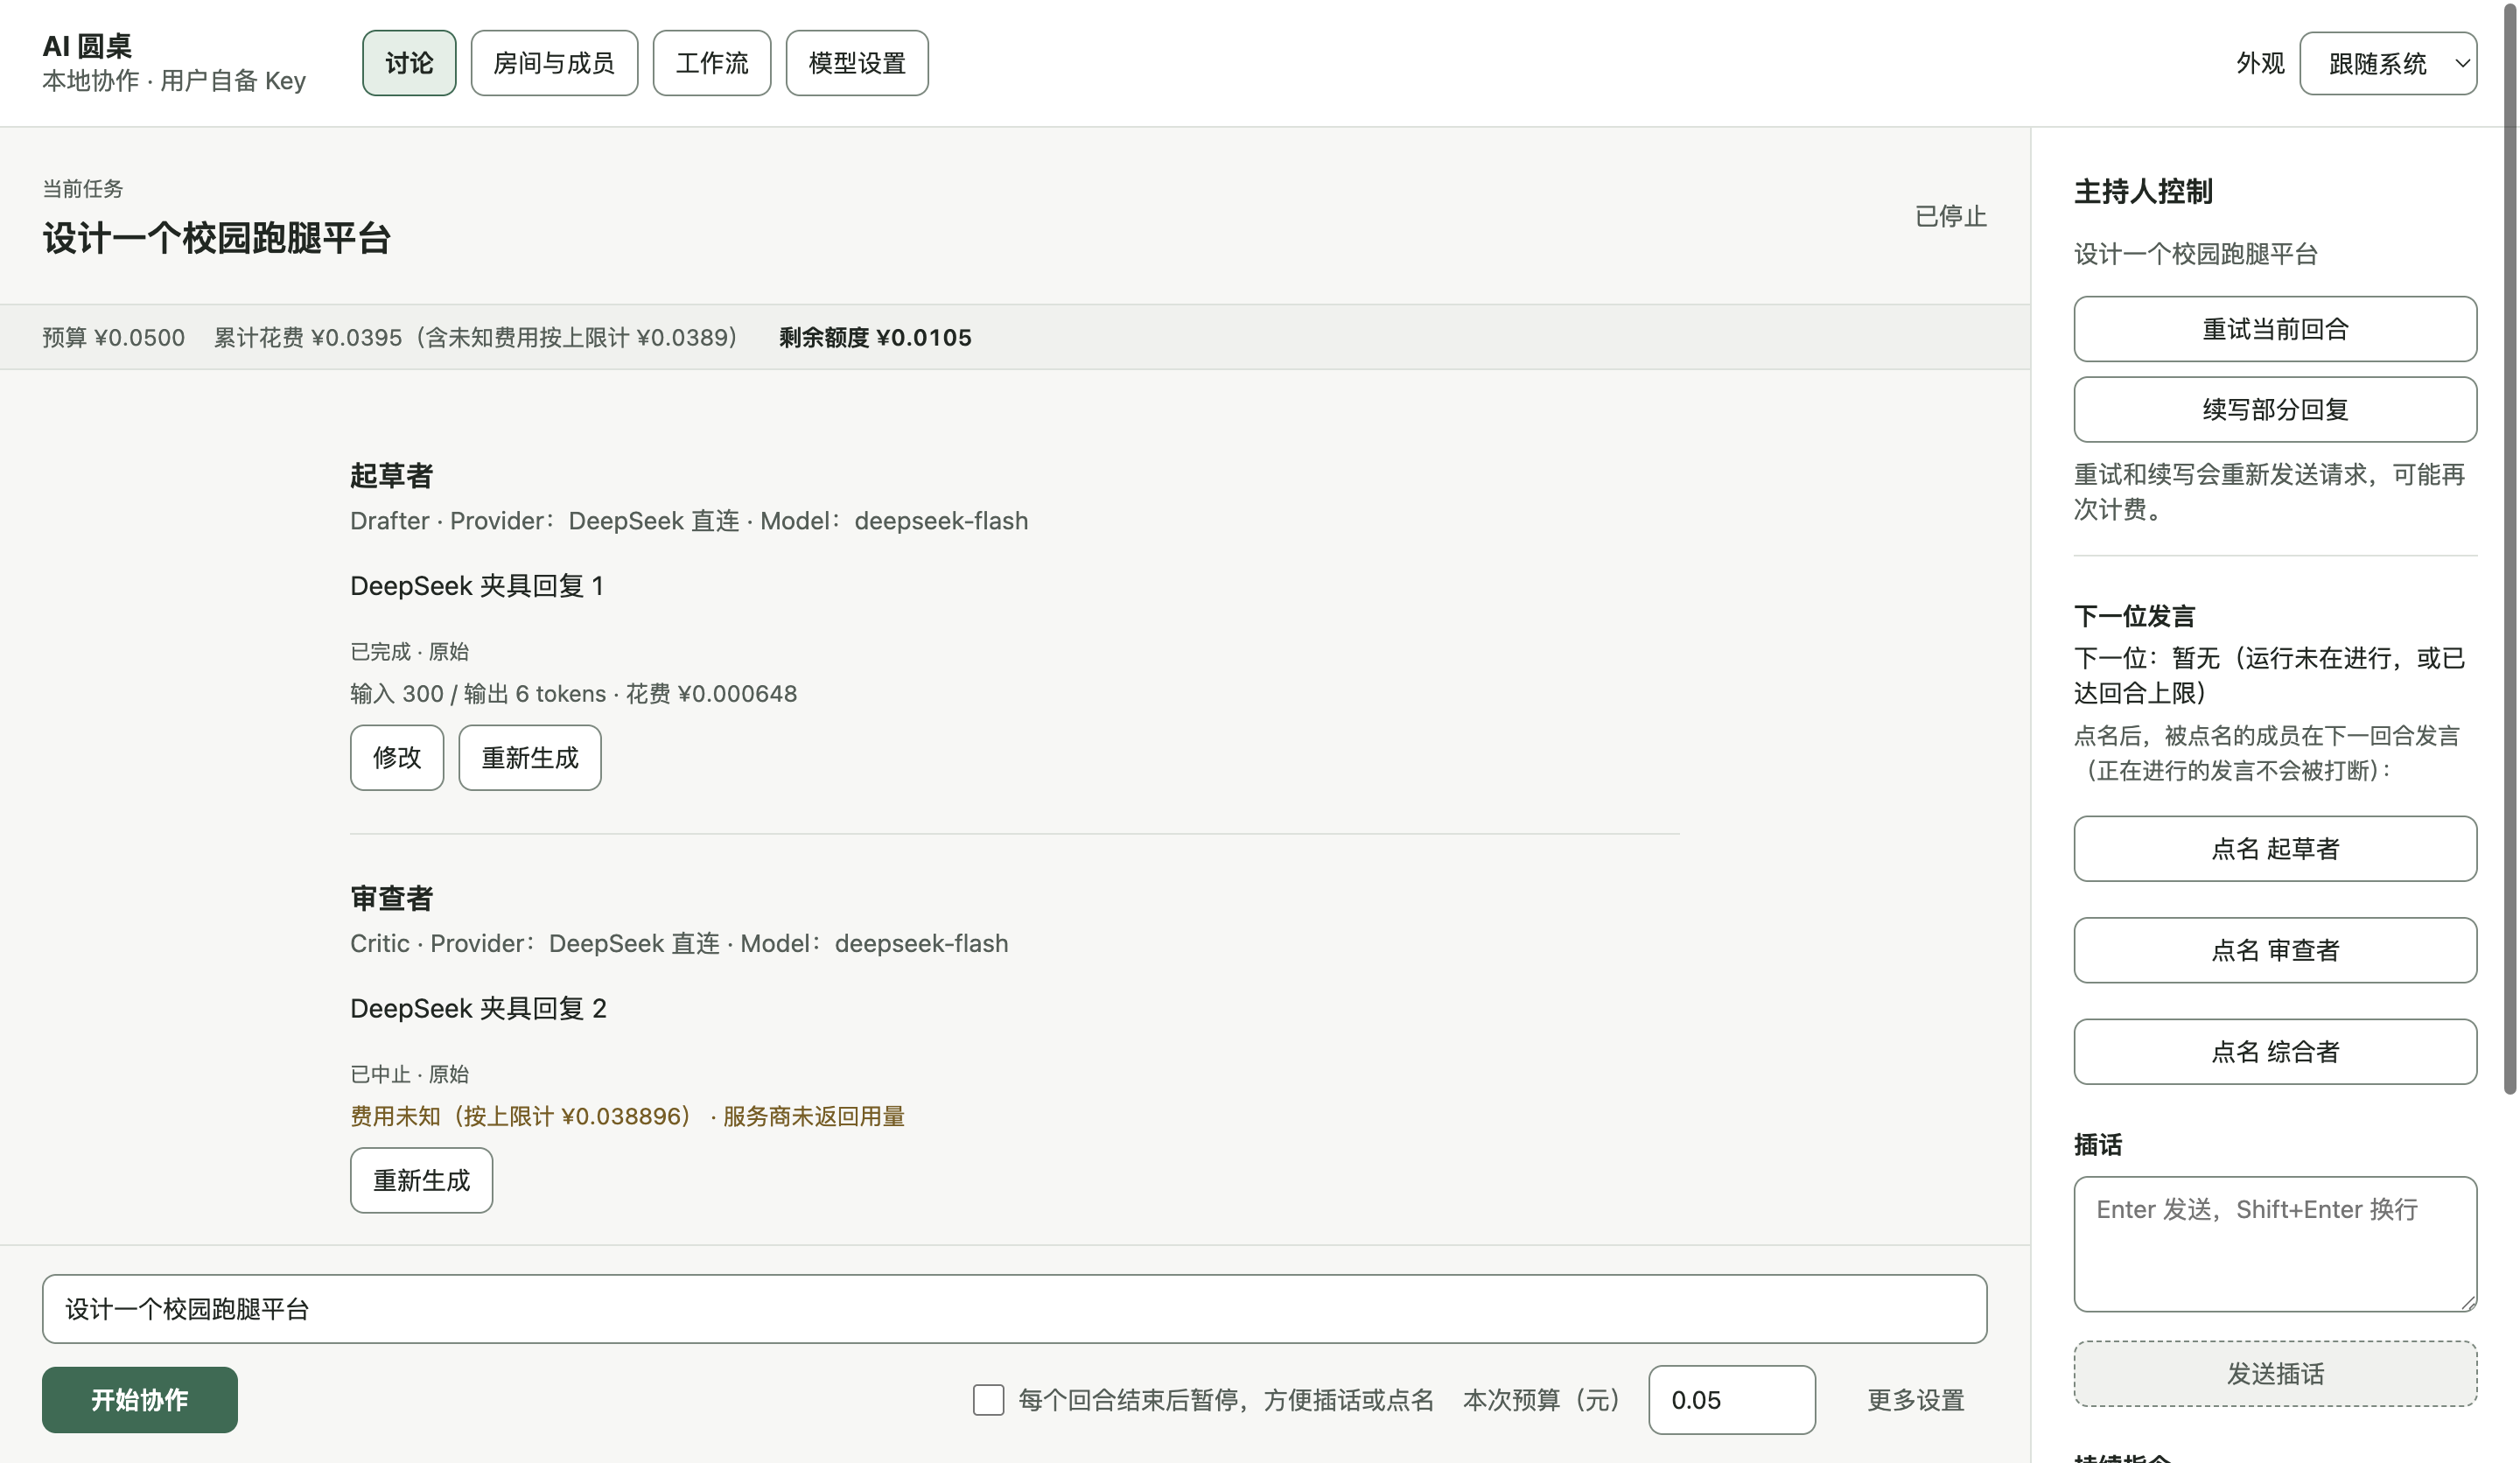 AI 圆桌
本地协作 · 用户自备 Key
讨论
房间与成员
工作流
模型设置
外观
跟随系统
当前任务
设计一个校园跑腿平台
已停止
预算 ¥0.0500 累计花费 ¥0.0395（含未知费用按上限计 ¥0.0389） 剩余额度 ¥0.0105
起草者
Drafter · Provider：DeepSeek 直连 · Model：deepseek-flash
DeepSeek 夹具回复 1
已完成 · 原始
输入 300 / 输出 6 tokens · 花费 ¥0.000648
修改
重新生成
审查者
Critic · Provider：DeepSeek 直连 · Model：deepseek-flash
DeepSeek 夹具回复 2
已中止 · 原始
费用未知（按上限计 ¥0.038896） · 服务商未返回用量
重新生成
设计一个校园跑腿平台
开始协作
每个回合结束后暂停，方便插话或点名
本次预算（元）
0.05
更多设置
主持人控制
设计一个校园跑腿平台
重试当前回合
续写部分回复
重试和续写会重新发送请求，可能再
次计费。
下一位发言
下一位：暂无（运行未在进行，或已
达回合上限）
点名后，被点名的成员在下一回合发言
（正在进行的发言不会被打断）：
点名 起草者
点名 审查者
点名 综合者
插话
Enter 发送，Shift+Enter 换行
发送插话